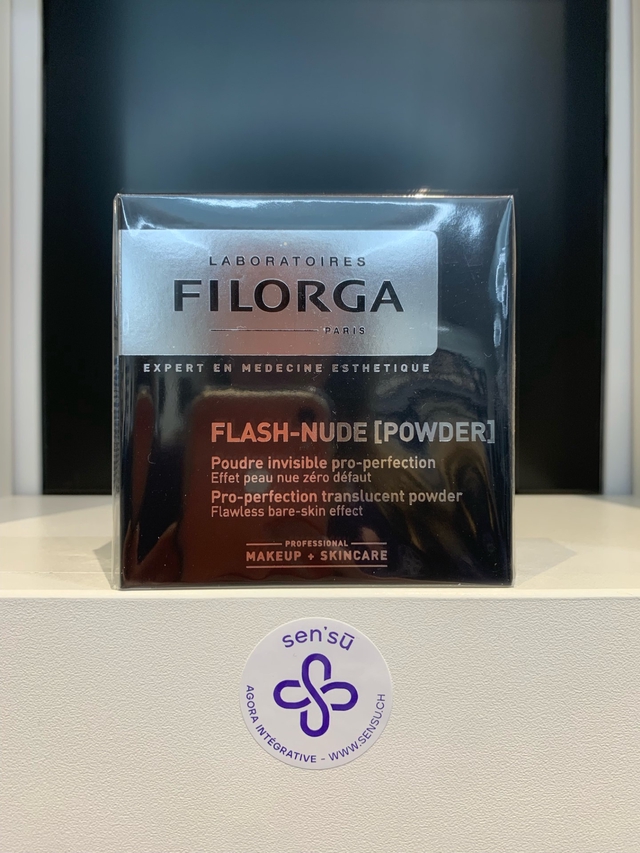 LABORATOIRES
FILORGA
PARIS
EXPERT EN MEDECINE ESTHETIQUE
FLASH-NUDE [POWDER]
Poudre invisible pro-perfection
Effet peau nue zéro défaut
Pro-perfection translucent powder
Flawless bare-skin effect
PROFESSIONAL
MAKEUP + SKINCARE
sen'sū
AGORA INTÉGRATIVE - WWW.SENSU.CH